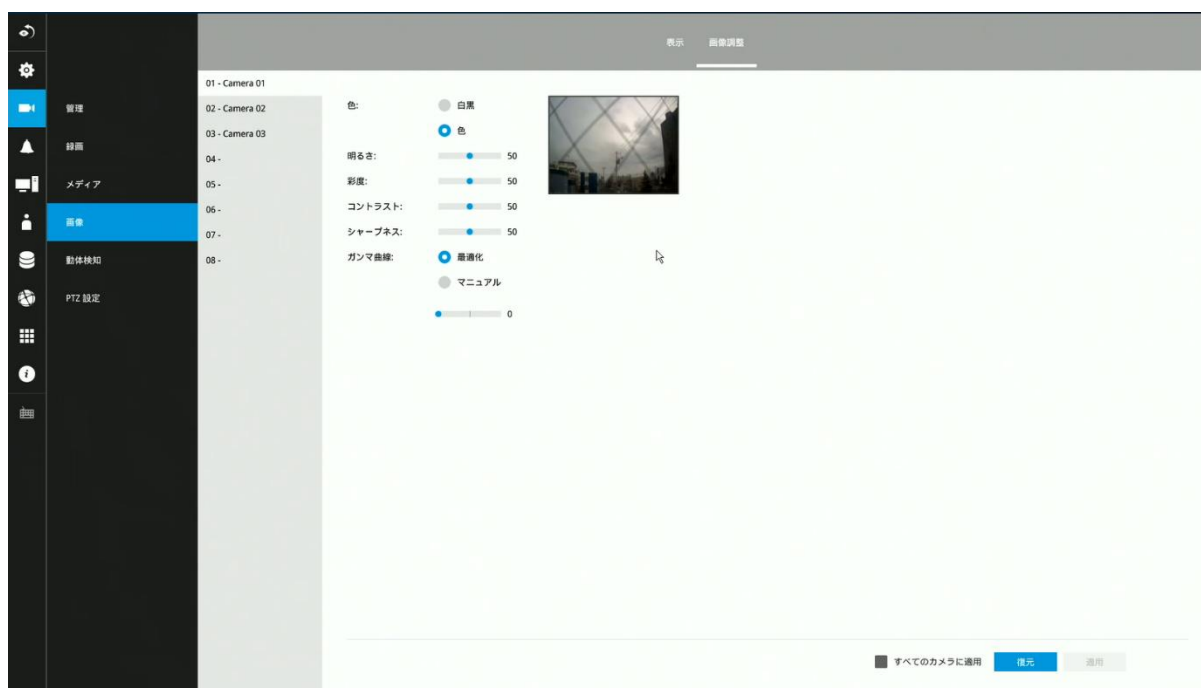 表示 画像調整
管理
録画
メディア
画像
動体検知
PTZ 設定
01 - Camera 01
02 - Camera 02
03 - Camera 03
04 -
05 -
06 -
07 -
08 -
色: 白黒
色
明るさ: 50
彩度: 50
コントラスト: 50
シャープネス: 50
ガンマ曲線: 最適化
マニュアル
0
すべてのカメラに適用 復元 適用